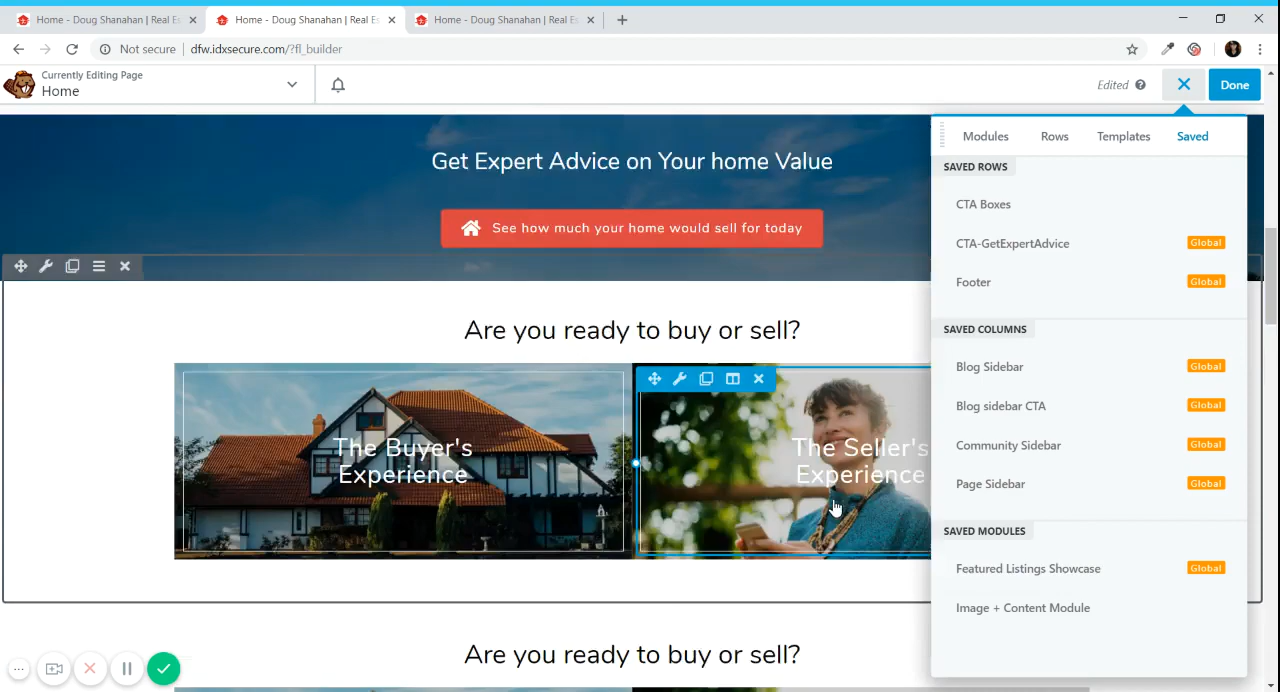 Home - Doug Shanahan | Real Es
Home - Doug Shanahan | Real E
Home - Doug Shanahan | Real Es
Not secure | dfw.idxsecure.com/?fl_builder
Currently Editing Page
Home
Edited
Done
Modules
Rows
Templates
Saved
SAVED ROWS
CTA Boxes
CTA-GetExpertAdvice
Global
Footer
Global
SAVED COLUMNS
Blog Sidebar
Global
Blog sidebar CTA
Global
Community Sidebar
Global
Page Sidebar
Global
SAVED MODULES
Featured Listings Showcase
Global
Image + Content Module
Get Expert Advice on Your home Value
See how much your home would sell for today
Are you ready to buy or sell?
The Buyer's
Experience
The Seller's
Experience
Are you ready to buy or sell?